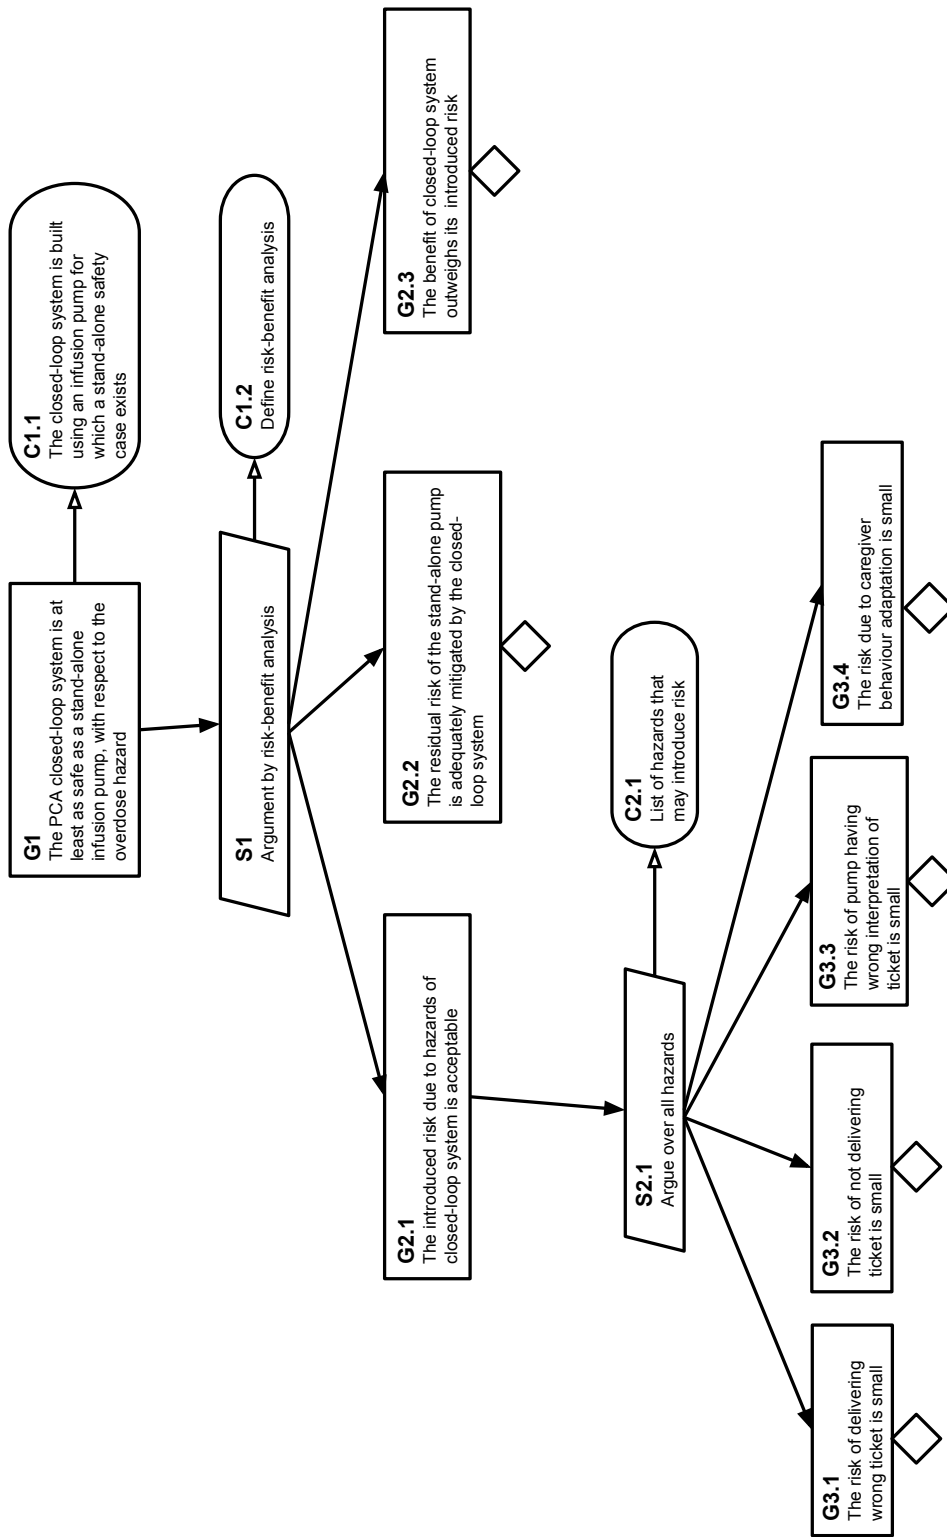 G1
The PCA closed-loop system is at
least as safe as a stand-alone
infusion pump, with respect to the
overdose hazard
C1.1
The closed-loop system is built
using an infusion pump for
which a stand-alone safety
case exists
S1
Argument by risk-benefit analysis
C1.2
Define risk-benefit analysis
G2.1
The introduced risk due to hazards of
closed-loop system is acceptable
G2.2
The residual risk of the stand-alone pump
is adequately mitigated by the closed-
loop system
G2.3
The benefit of closed-loop system
outweighs its introduced risk
S2.1
Argue over all hazards
C2.1
List of hazards that
may introduce risk
G3.1
The risk of delivering
wrong ticket is small
G3.2
The risk of not delivering
ticket is small
G3.3
The risk of pump having
wrong interpretation of
ticket is small
G3.4
The risk due to caregiver
behaviour adaptation is small